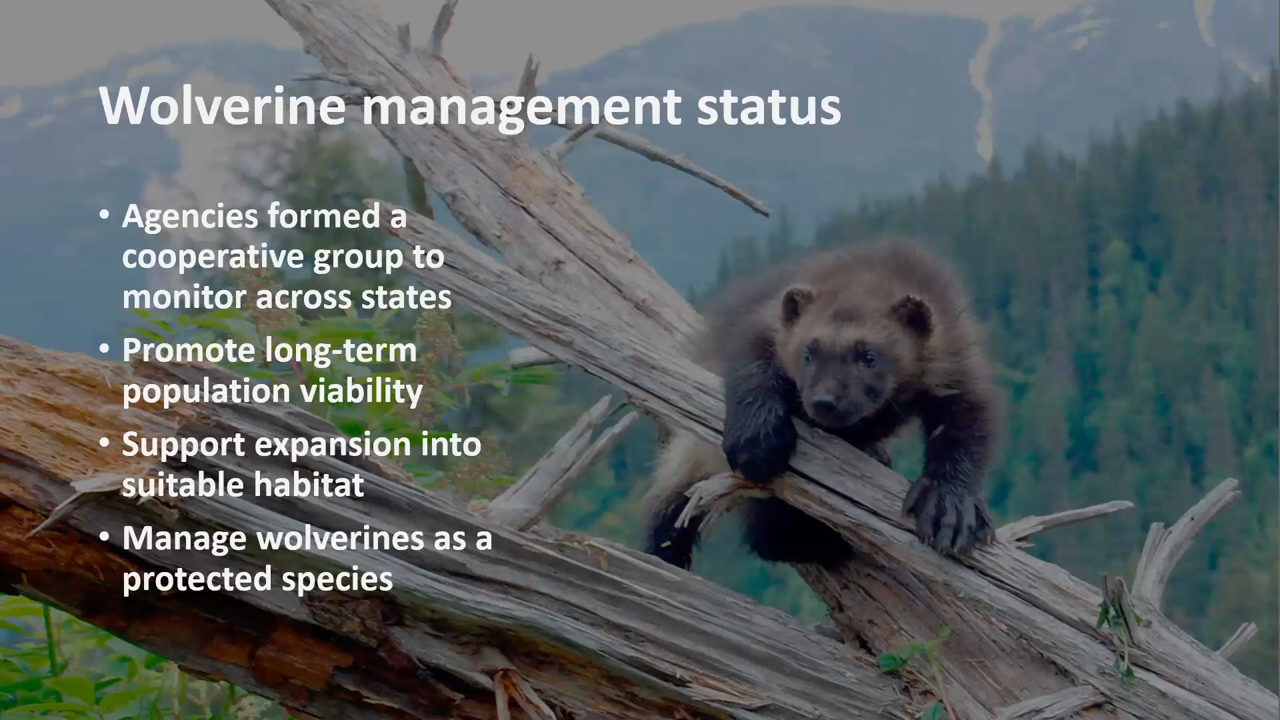 Wolverine management status
• Agencies formed a
cooperative group to
monitor across states
• Promote long-term
population viability
• Support expansion into
suitable habitat
• Manage wolverines as a
protected species